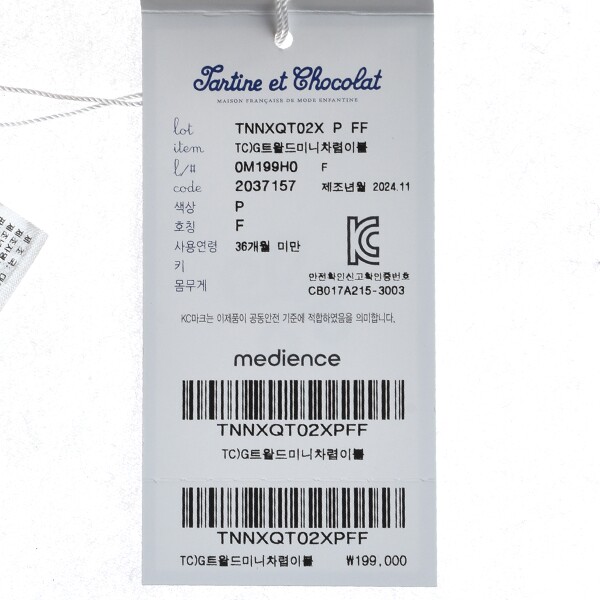 Tartine et Chocolat
MAISON FRANÇAISE DE MODE ENFANTINE
lot TNNXQT02X P FF
item TC)G트왈드미니차렵이불
l/# 0M199H0 F
code 2037157 제조년월 2024.11
색상 P
호칭 F
사용연령 36개월 미만
키
몸무게
안전확인신고확인증번호
CB017A215-3003
KC마크는 이제품이 공동안전 기준에 적합하였음을 의미합니다.
medience
TNNXQT02XPFF
TC)G트왈드미니차렵이불
TNNXQT02XPFF
TC)G트왈드미니차렵이불 ₩199,000